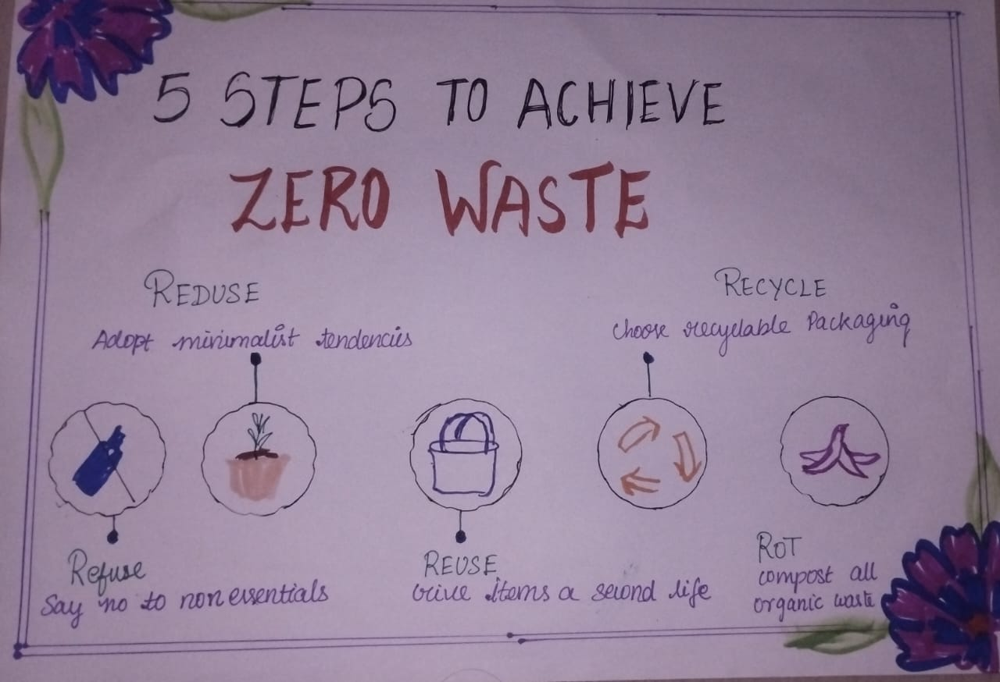 5 STEPS TO ACHIEVE
ZERO WASTE
REDUSE
Adopt minimalist tendencies
RECYCLE
choose recyclable Packaging
Refuse
Say no to non essentials
REUSE
Give items a second life
ROT
compost all
organic waste